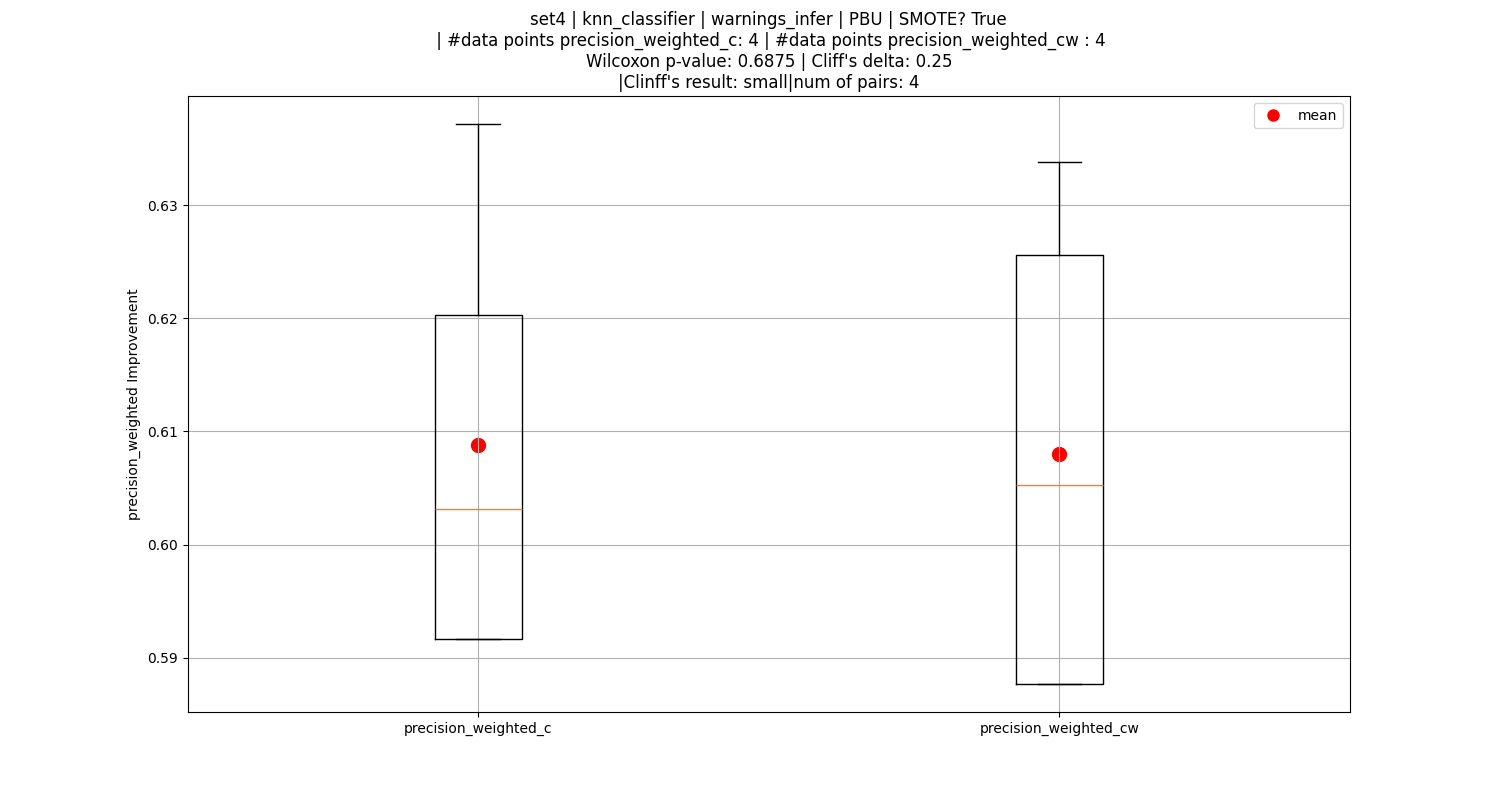 set4 | knn_classifier | warnings_infer | PBU | SMOTE? True
| #data points precision_weighted_c: 4 | #data points precision_weighted_cw : 4
Wilcoxon p-value: 0.6875 | Cliff's delta: 0.25
|Clinff's result: small|num of pairs: 4
mean
precision_weighted Improvement
0.63
0.62
0.61
0.60
0.59
precision_weighted_c
precision_weighted_cw